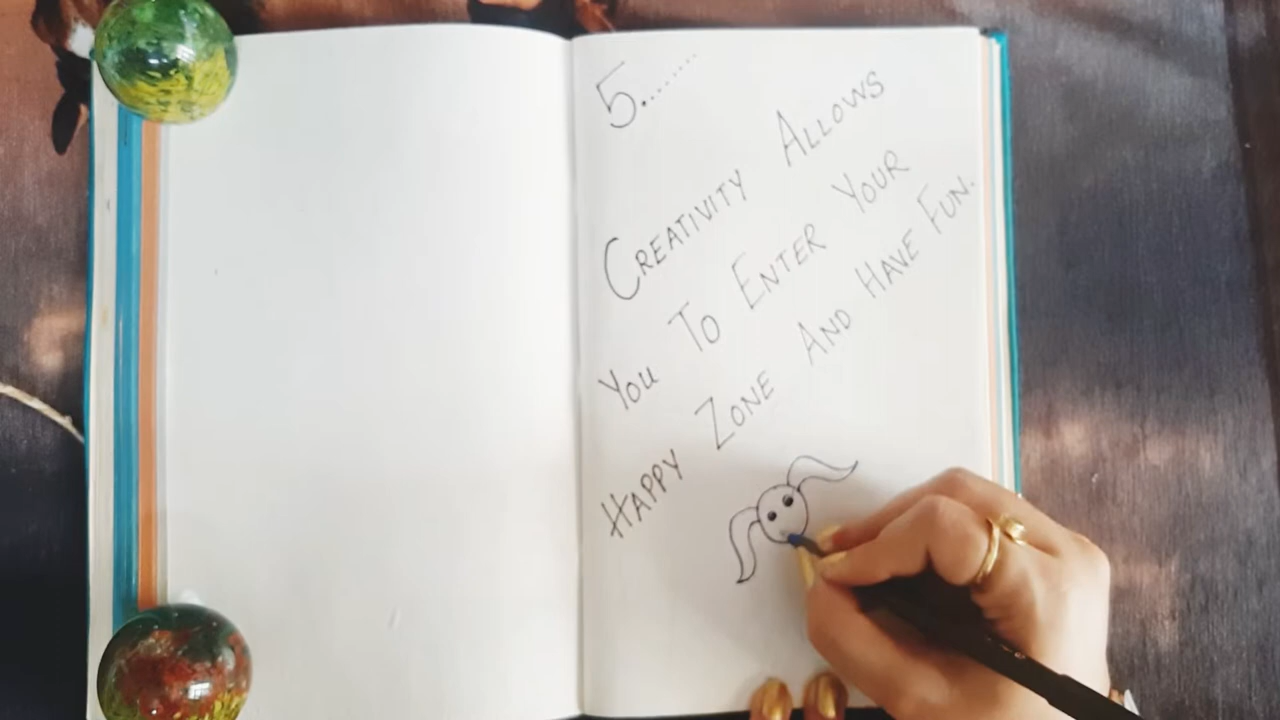 5........
Creativity Allows
You To Enter Your
Happy Zone And Have Fun.